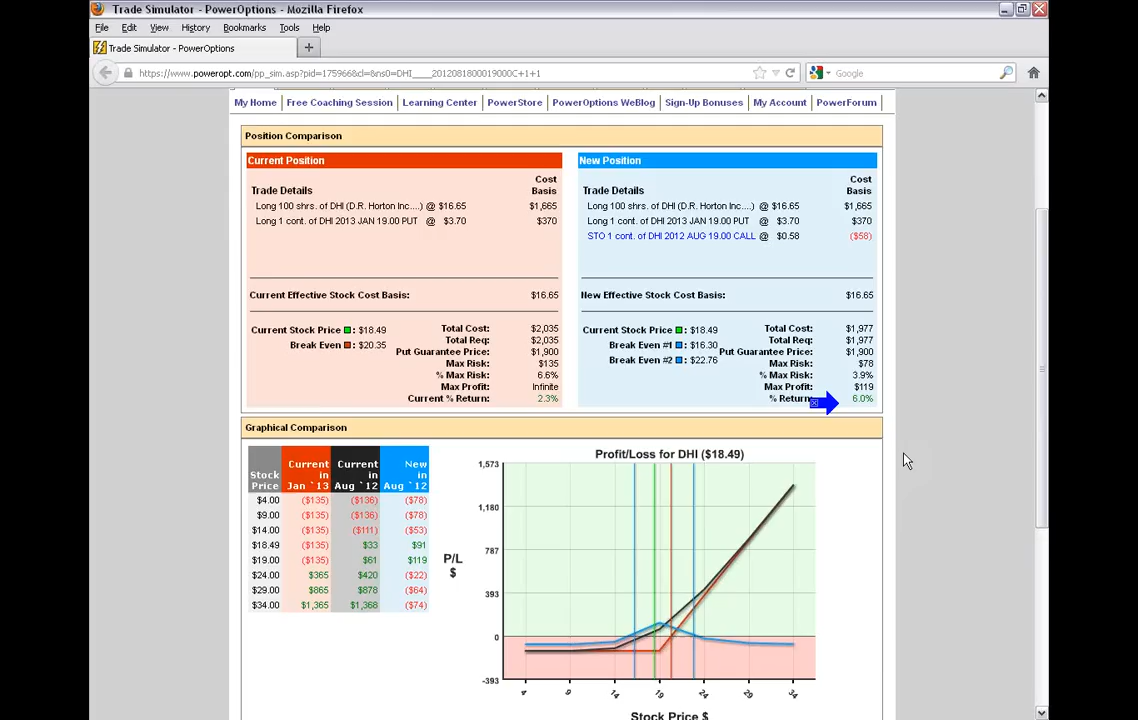 Trade Simulator - PowerOptions - Mozilla Firefox
File Edit View History Bookmarks Tools Help
Trade Simulator - PowerOptions
https://www.poweropt.com/pp_sim.asp?pid=175966&cl=&ns0=DHI____2012081800019000C+1+1
Google
My Home Free Coaching Session Learning Center PowerStore PowerOptions WeBlog Sign-Up Bonuses My Account PowerForum
Position Comparison
Current Position
Trade Details Cost Basis
Long 100 shrs. of DHI (D.R. Horton Inc....) @ $16.65 $1,665
Long 1 cont. of DHI 2013 JAN 19.00 PUT @ $3.70 $370
Current Effective Stock Cost Basis: $16.65
Current Stock Price : $18.49
Break Even : $20.35
Total Cost: $2,035
Total Req: $2,035
Put Guarantee Price: $1,900
Max Risk: $135
% Max Risk: 6.6%
Max Profit: Infinite
Current % Return: 2.3%
New Position
Trade Details Cost Basis
Long 100 shrs. of DHI (D.R. Horton Inc....) @ $16.65 $1,665
Long 1 cont. of DHI 2013 JAN 19.00 PUT @ $3.70 $370
STO 1 cont. of DHI 2012 AUG 19.00 CALL @ $0.58 ($58)
New Effective Stock Cost Basis: $16.65
Current Stock Price : $18.49
Break Even #1 : $16.30
Break Even #2 : $22.76
Total Cost: $1,977
Total Req: $1,977
Put Guarantee Price: $1,900
Max Risk: $78
% Max Risk: 3.9%
Max Profit: $119
% Return: 6.0%
Graphical Comparison
Stock Price Current in Jan `13 Current in Aug `12 New in Aug `12
$4.00 ($135) ($136) ($78)
$9.00 ($135) ($136) ($78)
$14.00 ($135) ($111) ($53)
$18.49 ($135) $33 $91
$19.00 ($135) $61 $119
$24.00 $365 $420 ($22)
$29.00 $865 $878 ($64)
$34.00 $1,365 $1,368 ($74)
Profit/Loss for DHI ($18.49)
P/L $
1,573
1,180
787
393
0
-393
4 9 14 19 24 29 34
Stock Price $